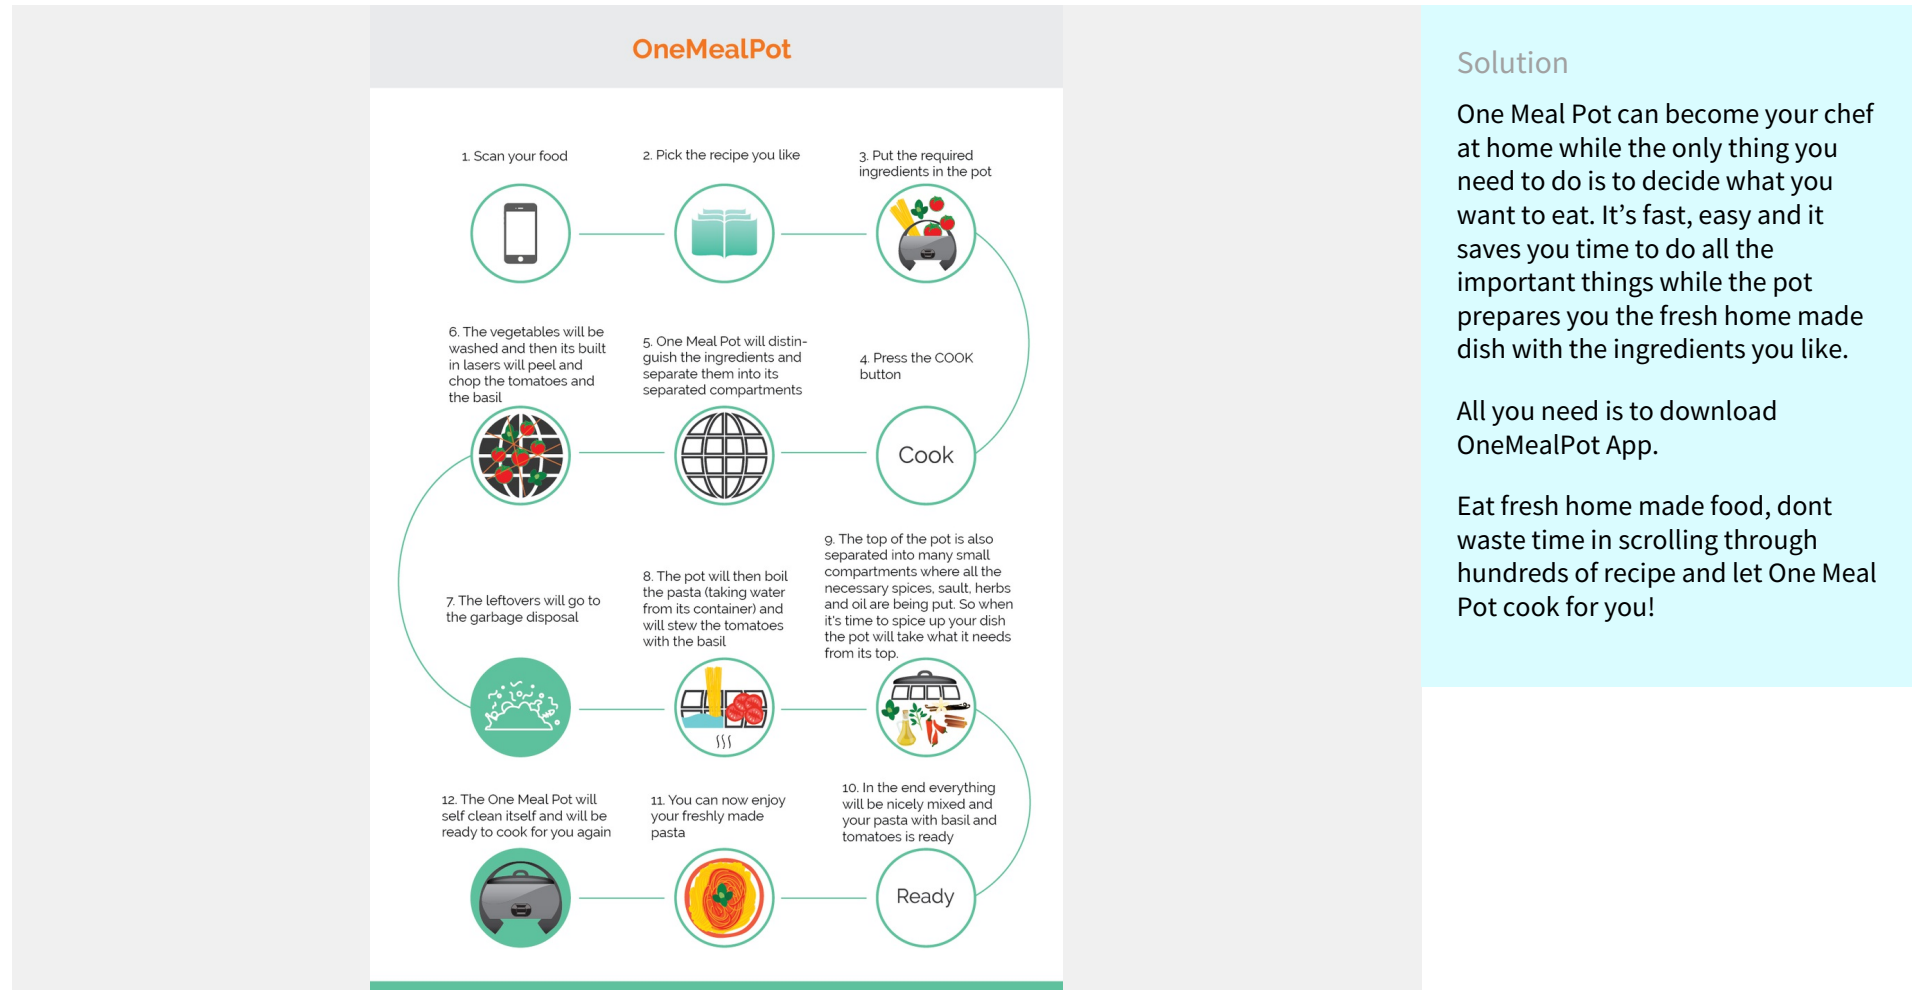 OneMealPot
1. Scan your food
2. Pick the recipe you like
3. Put the required
ingredients in the pot
4. Press the COOK
button
Cook
5. One Meal Pot will distin-
guish the ingredients and
separate them into its
separated compartments
6. The vegetables will be
washed and then its built
in lasers will peel and
chop the tomatoes and
the basil
7. The leftovers will go to
the garbage disposal
8. The pot will then boil
the pasta (taking water
from its container) and
will stew the tomatoes
with the basil
9. The top of the pot is also
separated into many small
compartments where all the
necessary spices, sault, herbs
and oil are being put. So when
it's time to spice up your dish
the pot will take what it needs
from its top.
10. In the end everything
will be nicely mixed and
your pasta with basil and
tomatoes is ready
Ready
11. You can now enjoy
your freshly made
pasta
12. The One Meal Pot will
self clean itself and will be
ready to cook for you again
Solution
One Meal Pot can become your chef
at home while the only thing you
need to do is to decide what you
want to eat. It’s fast, easy and it
saves you time to do all the
important things while the pot
prepares you the fresh home made
dish with the ingredients you like.
All you need is to download
OneMealPot App.
Eat fresh home made food, dont
waste time in scrolling through
hundreds of recipe and let One Meal
Pot cook for you!